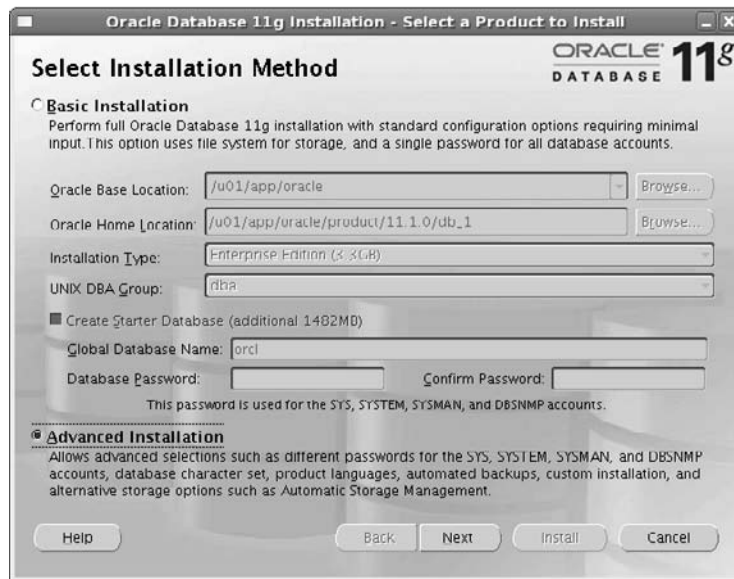 Oracle Database 11g Installation - Select a Product to Install
Select Installation Method
ORACLE 11g
DATABASE
Basic Installation
Perform full Oracle Database 11g installation with standard configuration options requiring minimal
input.This option uses file system for storage, and a single password for all database accounts.
Oracle Base Location: /u01/app/oracle Browse...
Oracle Home Location: /u01/app/oracle/product/11.1.0/db_1 Browse...
Installation Type: Enterprise Edition (3.3GB)
UNIX DBA Group: dba
Create Starter Database (additional 1482MB)
Global Database Name: orcl
Database Password: Confirm Password:
This password is used for the SYS, SYSTEM, SYSMAN, and DBSNMP accounts.
Advanced Installation
Allows advanced selections such as different passwords for the SYS, SYSTEM, SYSMAN, and DBSNMP
accounts, database character set, product languages, automated backups, custom installation, and
alternative storage options such as Automatic Storage Management.
Help Back Next Install Cancel